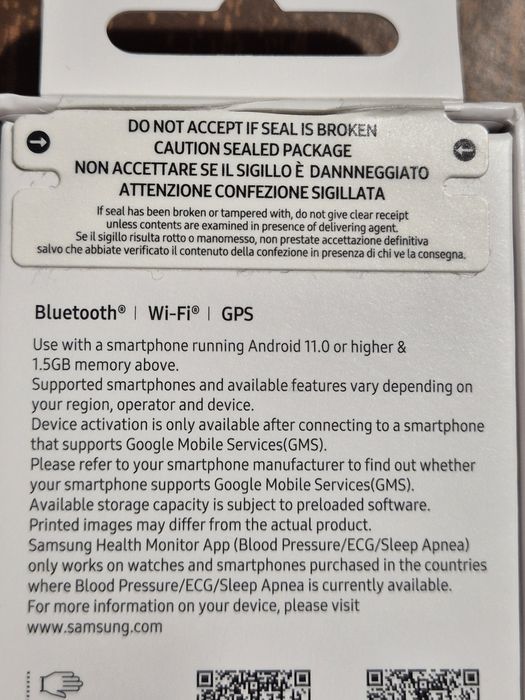 DO NOT ACCEPT IF SEAL IS BROKEN
CAUTION SEALED PACKAGE
NON ACCETTARE SE IL SIGILLO È DANNNEGGIATO
ATTENZIONE CONFEZIONE SIGILLATA
If seal has been broken or tampered with, do not give clear receipt
unless contents are examined in presence of delivering agent.
Se il sigillo risulta rotto o manomesso, non prestate accettazione definitiva
salvo che abbiate verificato il contenuto della confezione in presenza di chi ve la consegna.
Bluetooth® | Wi-Fi® | GPS
Use with a smartphone running Android 11.0 or higher &
1.5GB memory above.
Supported smartphones and available features vary depending on
your region, operator and device.
Device activation is only available after connecting to a smartphone
that supports Google Mobile Services(GMS).
Please refer to your smartphone manufacturer to find out whether
your smartphone supports Google Mobile Services(GMS).
Available storage capacity is subject to preloaded software.
Printed images may differ from the actual product.
Samsung Health Monitor App (Blood Pressure/ECG/Sleep Apnea)
only works on watches and smartphones purchased in the countries
where Blood Pressure/ECG/Sleep Apnea is currently available.
For more information on your device, please visit
www.samsung.com